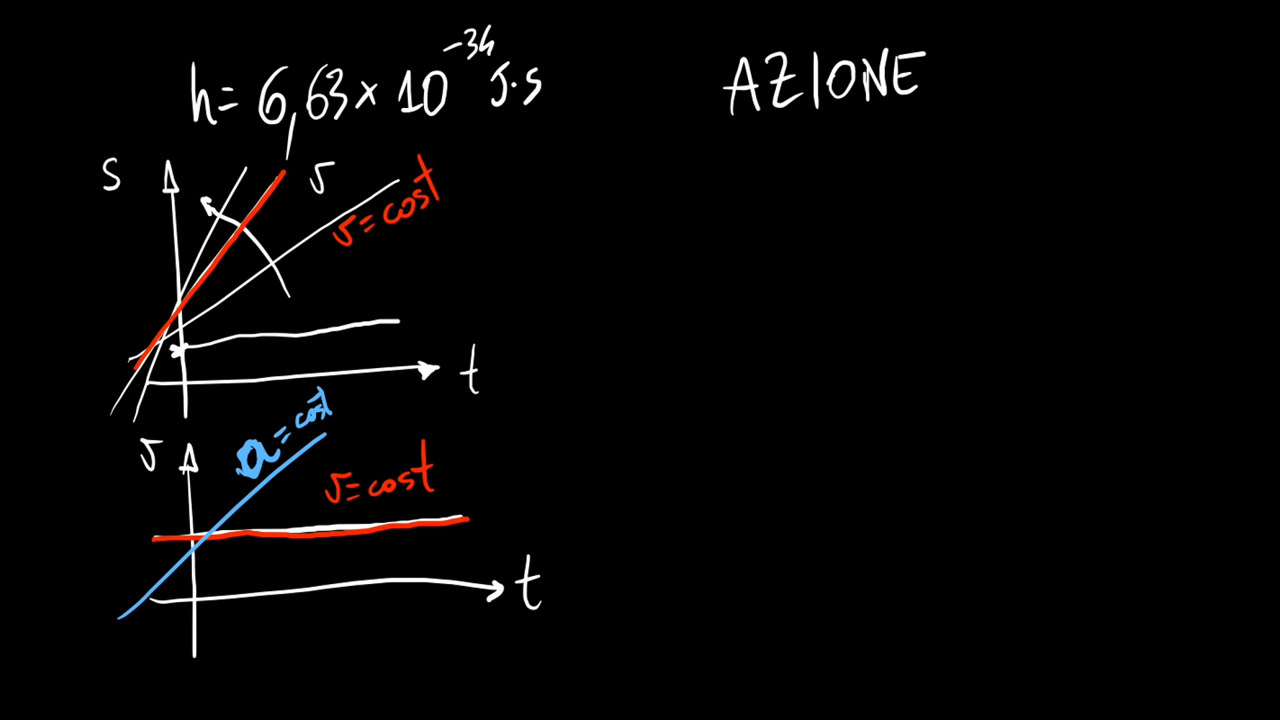 h= 6,63 × 10⁻³⁴ J·s
AZIONE
s
v
v=cost
t
v
a=cost
v=cost
t